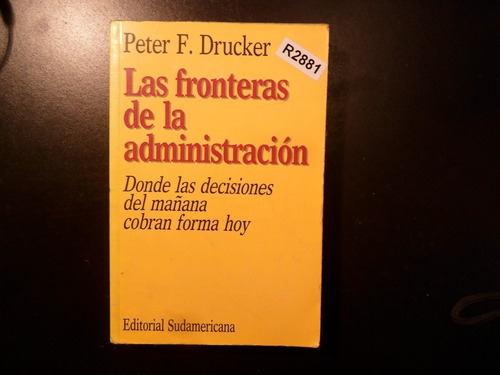 Peter F. Drucker
R2881
Las fronteras
de la
administración
Donde las decisiones
del mañana
cobran forma hoy
Editorial Sudamericana